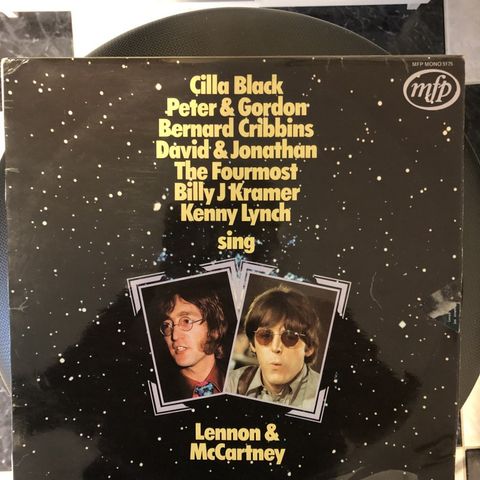 MFP MONO 5175
mfp
Cilla Black
Peter & Gordon
Bernard Cribbins
David & Jonathan
The Fourmost
Billy J Kramer
Kenny Lynch
sing
Lennon &
McCartney